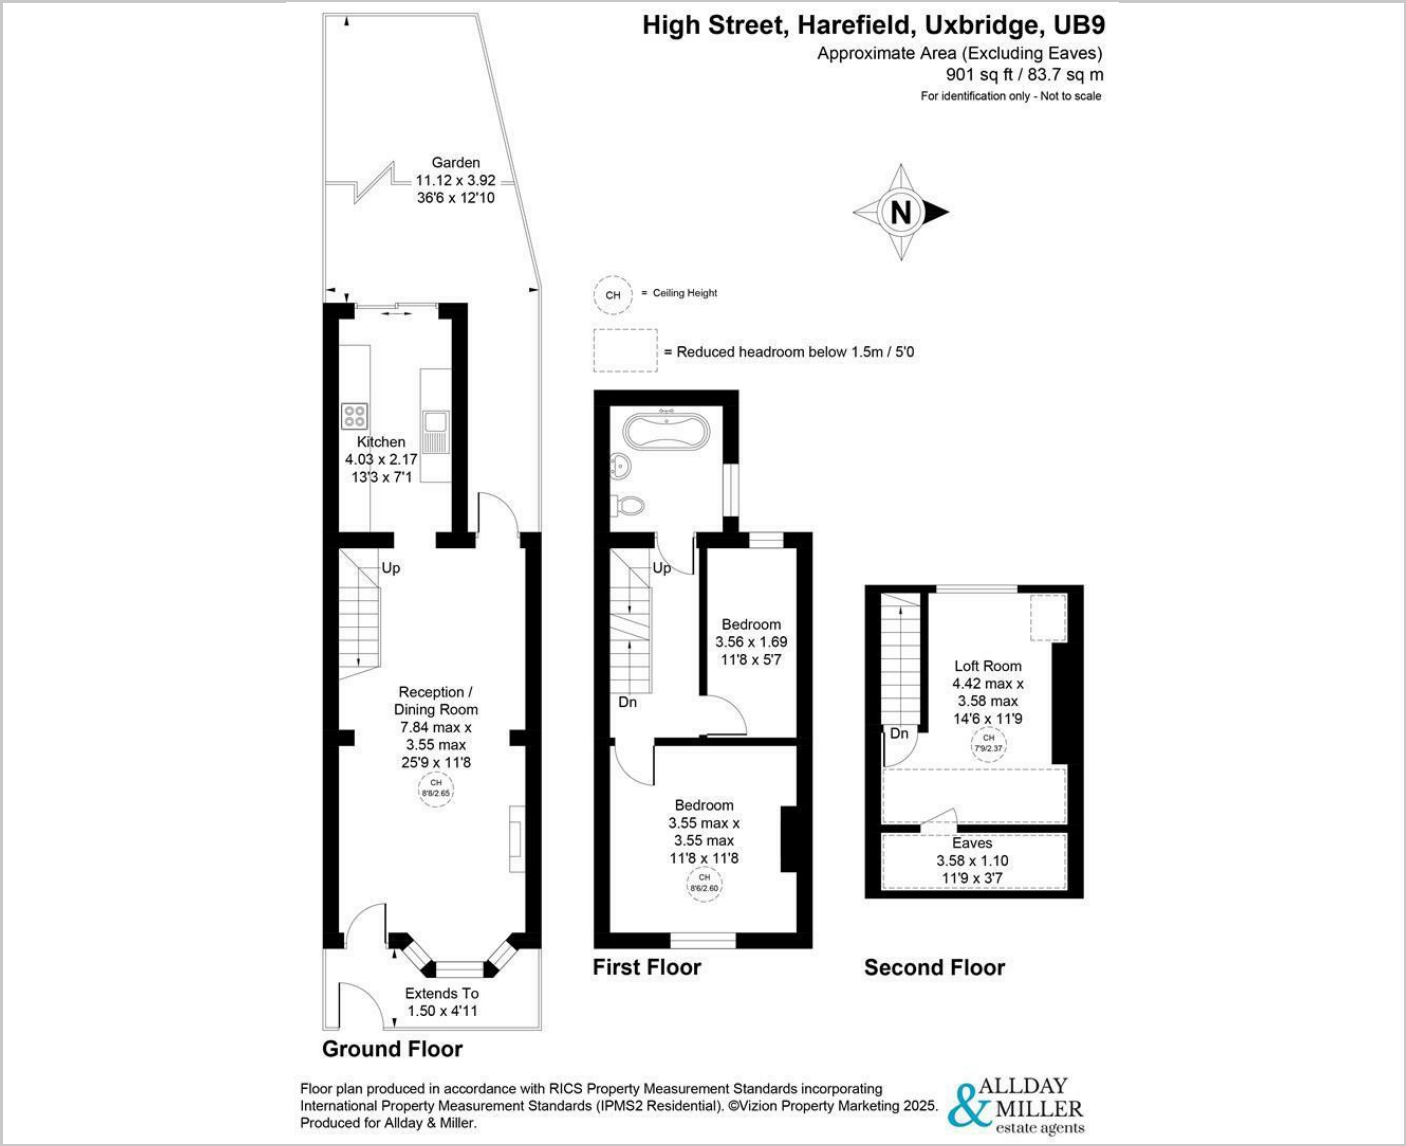 High Street, Harefield, Uxbridge, UB9
Approximate Area (Excluding Eaves)
901 sq ft / 83.7 sq m
For identification only - Not to scale
Garden
11.12 x 3.92
36'6 x 12'10
N
CH
= Ceiling Height
= Reduced headroom below 1.5m / 5'0
Kitchen
4.03 x 2.17
13'3 x 7'1
Up
Reception /
Dining Room
7.84 max x
3.55 max
25'9 x 11'8
CH
8'8/2.65
Extends To
1.50 x 4'11
Ground Floor
Up
Bedroom
3.56 x 1.69
11'8 x 5'7
Dn
Bedroom
3.55 max x
3.55 max
11'8 x 11'8
CH
8'6/2.60
First Floor
Loft Room
4.42 max x
3.58 max
14'6 x 11'9
CH
7'9/2.37
Dn
Eaves
3.58 x 1.10
11'9 x 3'7
Second Floor
Floor plan produced in accordance with RICS Property Measurement Standards incorporating
International Property Measurement Standards (IPMS2 Residential). ©Vizion Property Marketing 2025.
Produced for Allday & Miller.
ALLDAY
& MILLER
estate agents